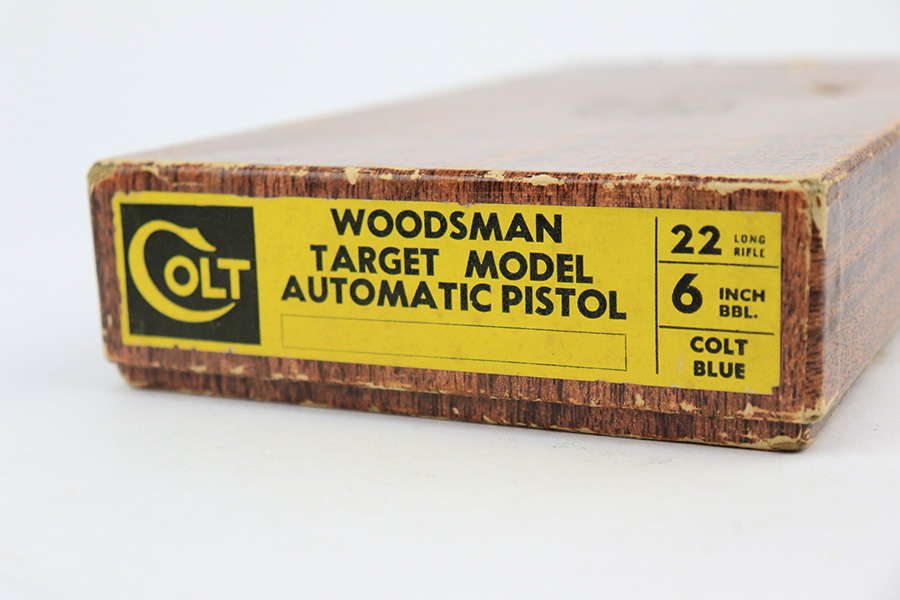 COLT
WOODSMAN
TARGET MODEL
AUTOMATIC PISTOL
22 LONG RIFLE
6 INCH BBL.
COLT
BLUE